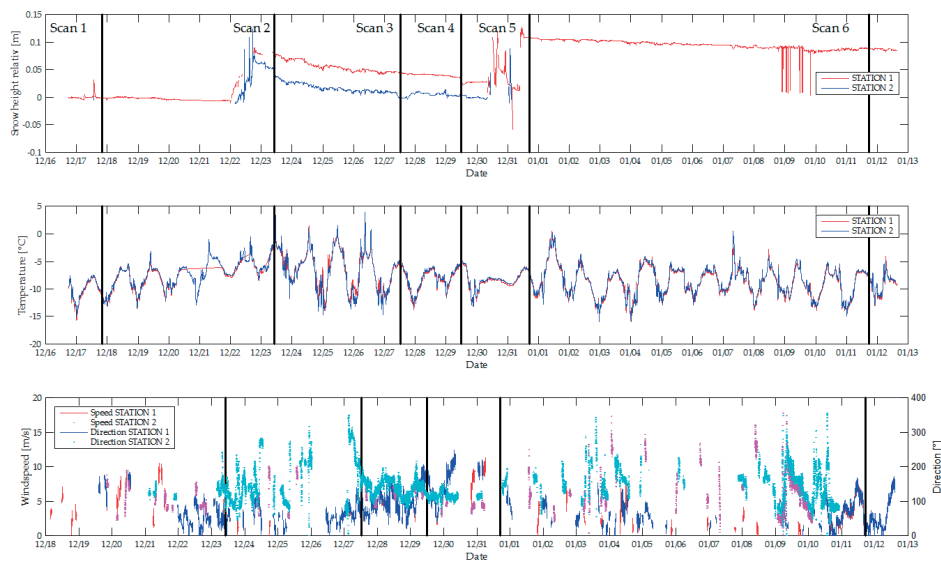 Scan 1 Scan 2 Scan 3 Scan 4 Scan 5 Scan 6
Snow height relativ [m]
0.15
0.1
0.05
0
-0.05
0.1
STATION 1
STATION 2
12/16 12/17 12/18 12/19 12/20 12/21 12/22 12/23 12/24 12/25 12/26 12/27 12/28 12/29 12/30 12/31 01/01 01/02 01/03 01/04 01/05 01/06 01/07 01/08 01/09 01/10 01/11 01/12 01/13
Date
Temperature [°C]
5
0
-5
-10
-15
-20
STATION 1
STATION 2
12/16 12/17 12/18 12/19 12/20 12/21 12/22 12/23 12/24 12/25 12/26 12/27 12/28 12/29 12/30 12/31 01/01 01/02 01/03 01/04 01/05 01/06 01/07 01/08 01/09 01/10 01/11 01/12 01/13
Date
Windspeed [m/s]
20
15
10
5
0
Speed STATION 1
Speed STATION 2
Direction STATION 1
Direction STATION 2
400
300
200
100
0
Direction [°]
12/18 12/19 12/20 12/21 12/22 12/23 12/24 12/25 12/26 12/27 12/28 12/29 12/30 12/31 01/01 01/02 01/03 01/04 01/05 01/06 01/07 01/08 01/09 01/10 01/11 01/12 01/13
Date